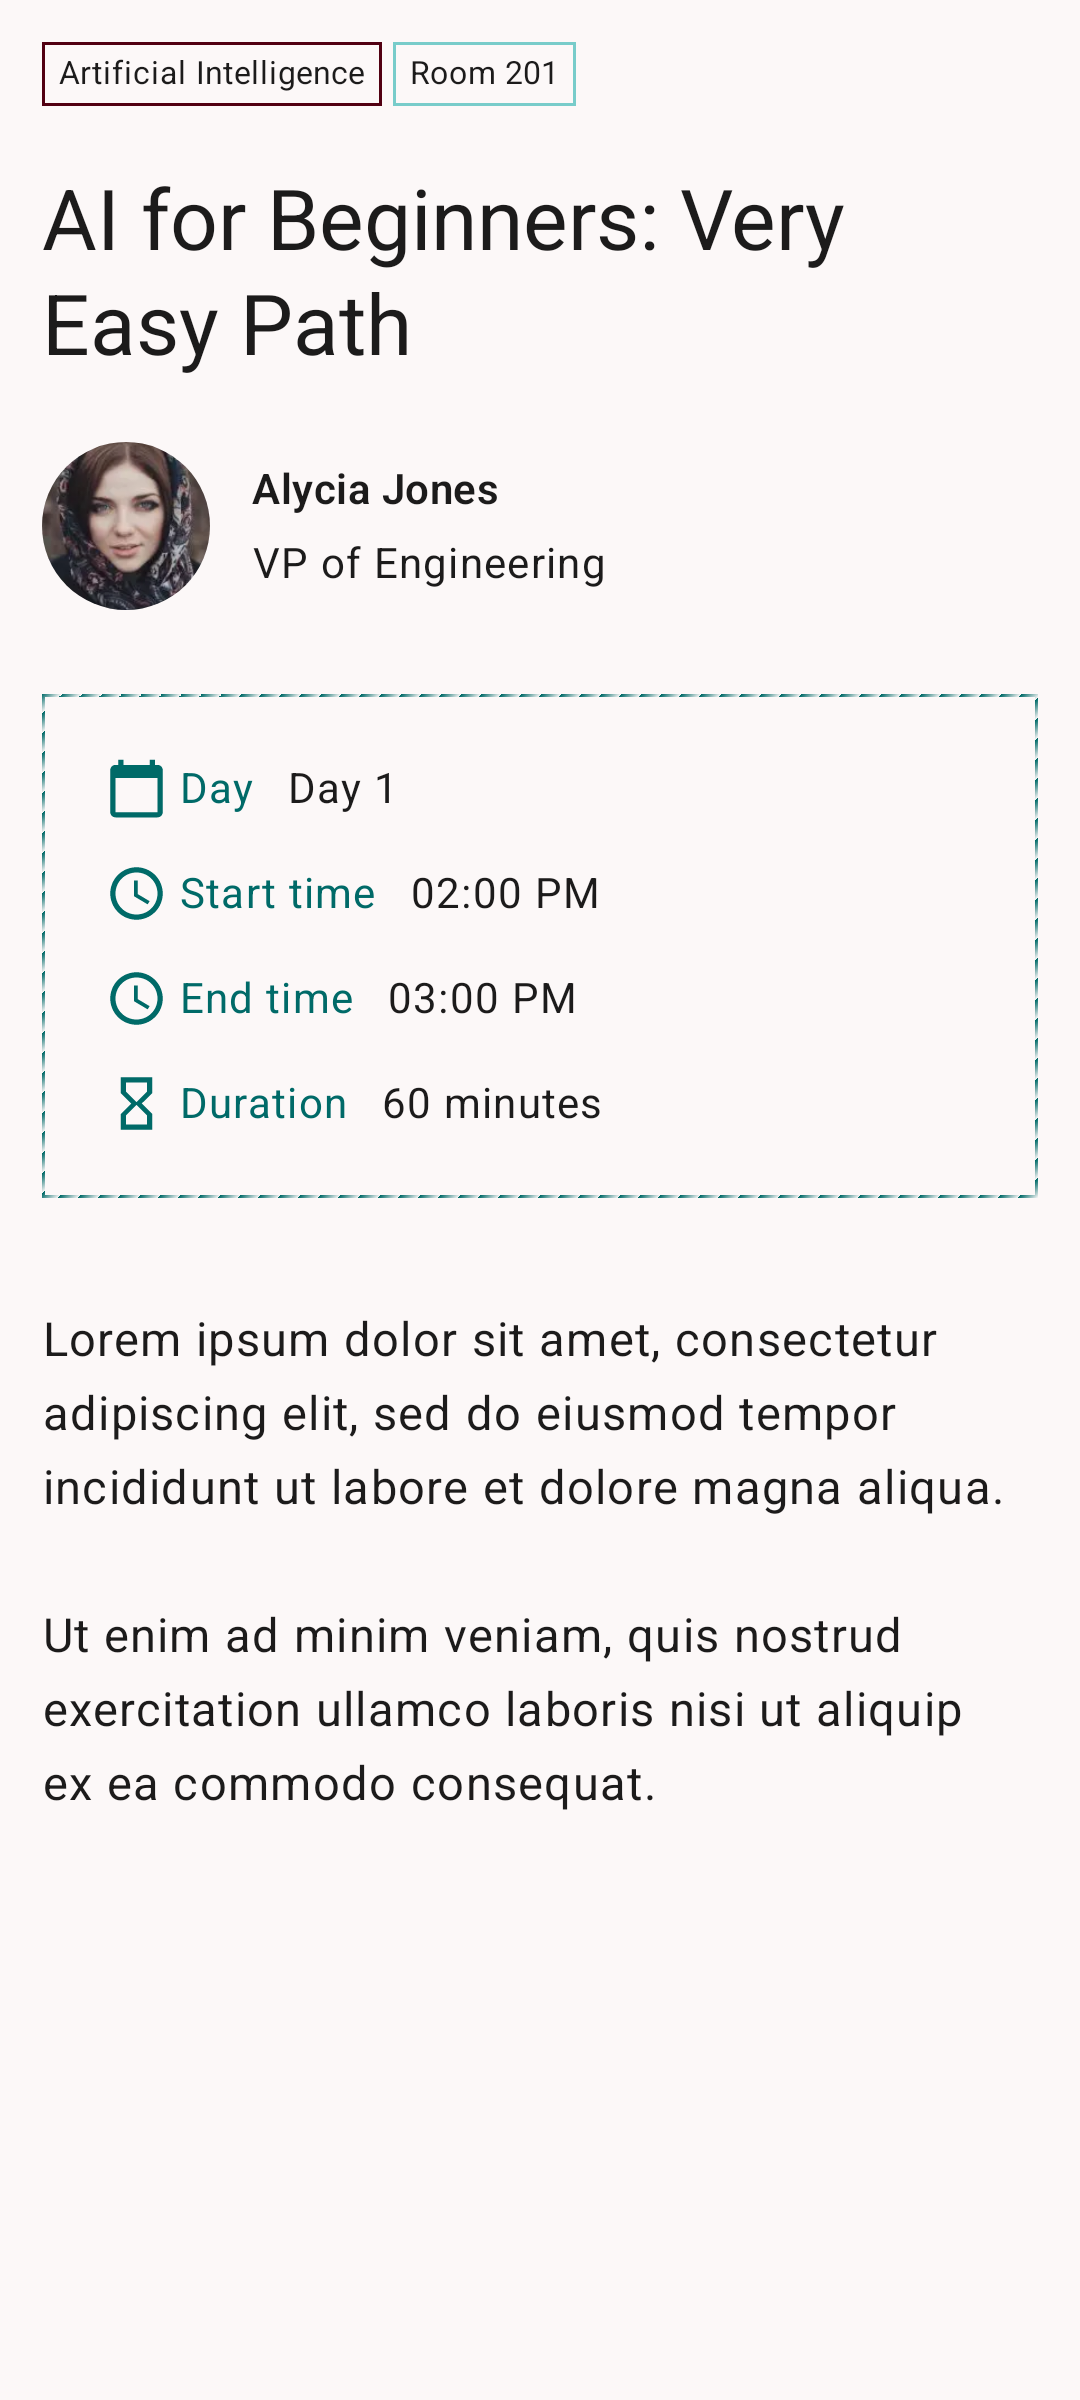 Artificial Intelligence Room 201
AI for Beginners: Very
Easy Path
Alycia Jones
VP of Engineering
Day Day 1
Start time 02:00 PM
End time 03:00 PM
Duration 60 minutes
Lorem ipsum dolor sit amet, consectetur
adipiscing elit, sed do eiusmod tempor
incididunt ut labore et dolore magna aliqua.
Ut enim ad minim veniam, quis nostrud
exercitation ullamco laboris nisi ut aliquip
ex ea commodo consequat.